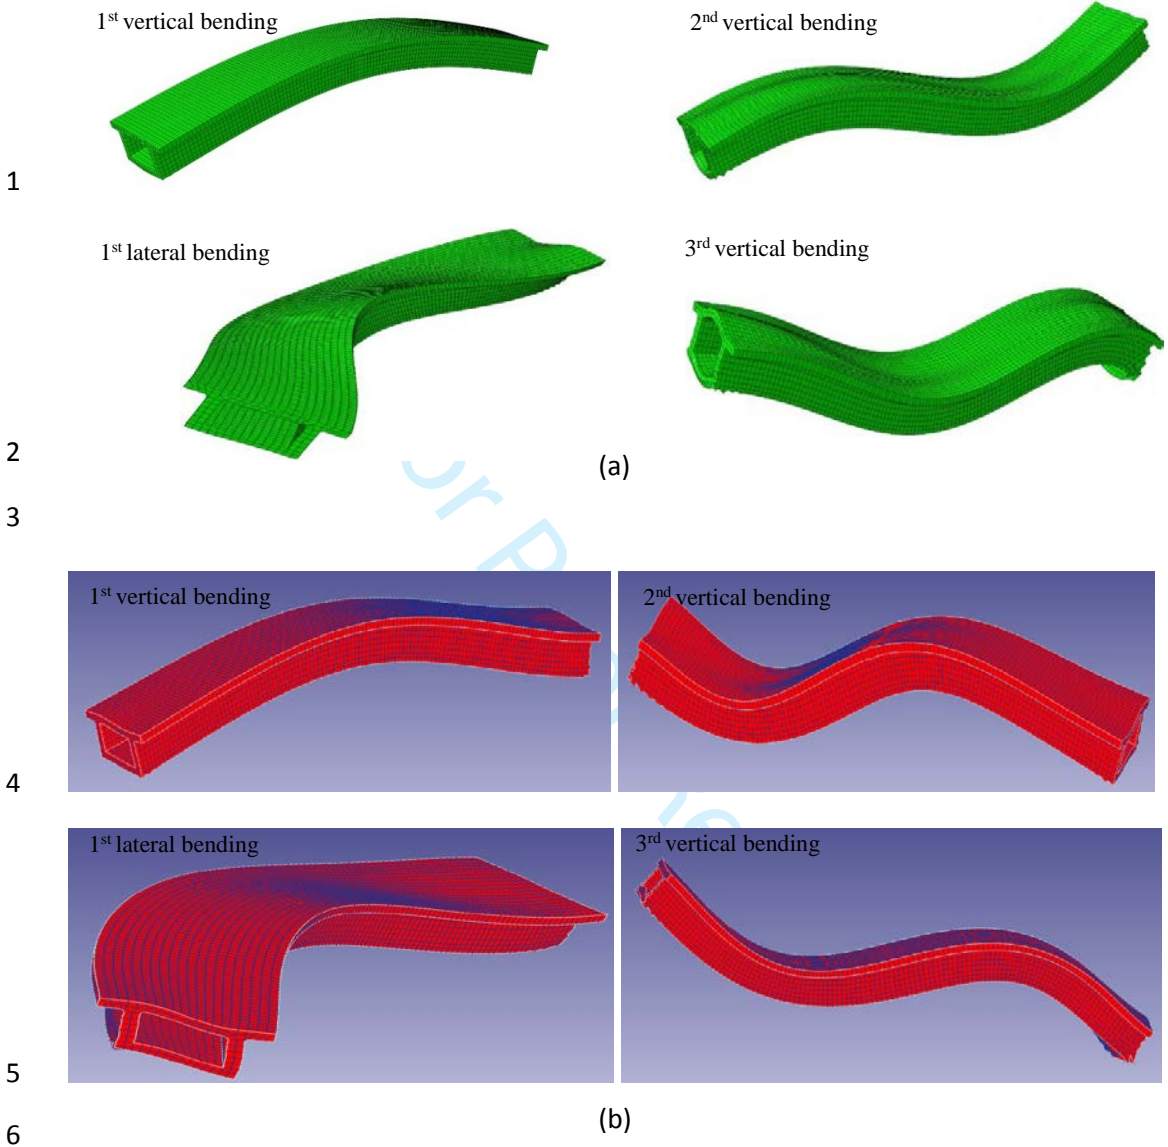 1st vertical bending
2nd vertical bending
1
1st lateral bending
3rd vertical bending
2
(a)
3
1st vertical bending
2nd vertical bending
4
1st lateral bending
3rd vertical bending
5
(b)
6